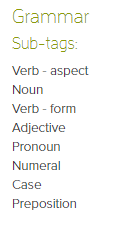 Grammar
Sub-tags:
Verb - aspect
Noun
Verb - form
Adjective
Pronoun
Numeral
Case
Preposition